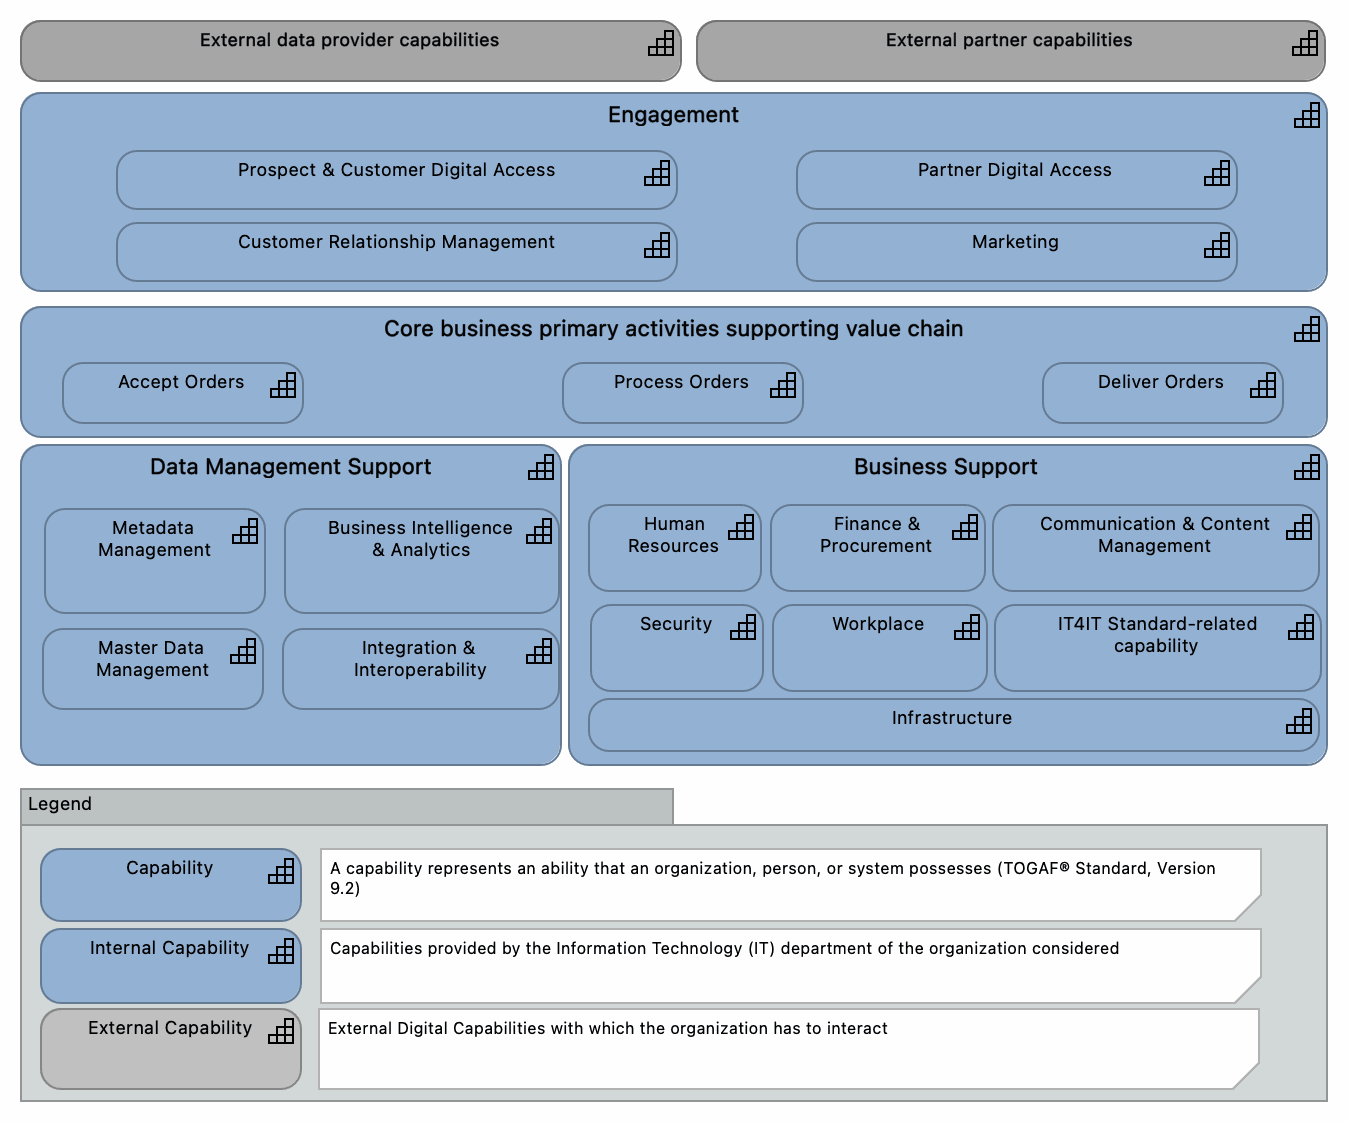 External data provider capabilities
External partner capabilities
Engagement
Prospect & Customer Digital Access
Partner Digital Access
Customer Relationship Management
Marketing
Core business primary activities supporting value chain
Accept Orders
Process Orders
Deliver Orders
Data Management Support
Metadata
Management
Business Intelligence
& Analytics
Master Data
Management
Integration &
Interoperability
Business Support
Human
Resources
Finance &
Procurement
Communication & Content
Management
Security
Workplace
IT4IT Standard-related
capability
Infrastructure
Legend
Capability
A capability represents an ability that an organization, person, or system possesses (TOGAF® Standard, Version
9.2)
Internal Capability
Capabilities provided by the Information Technology (IT) department of the organization considered
External Capability
External Digital Capabilities with which the organization has to interact